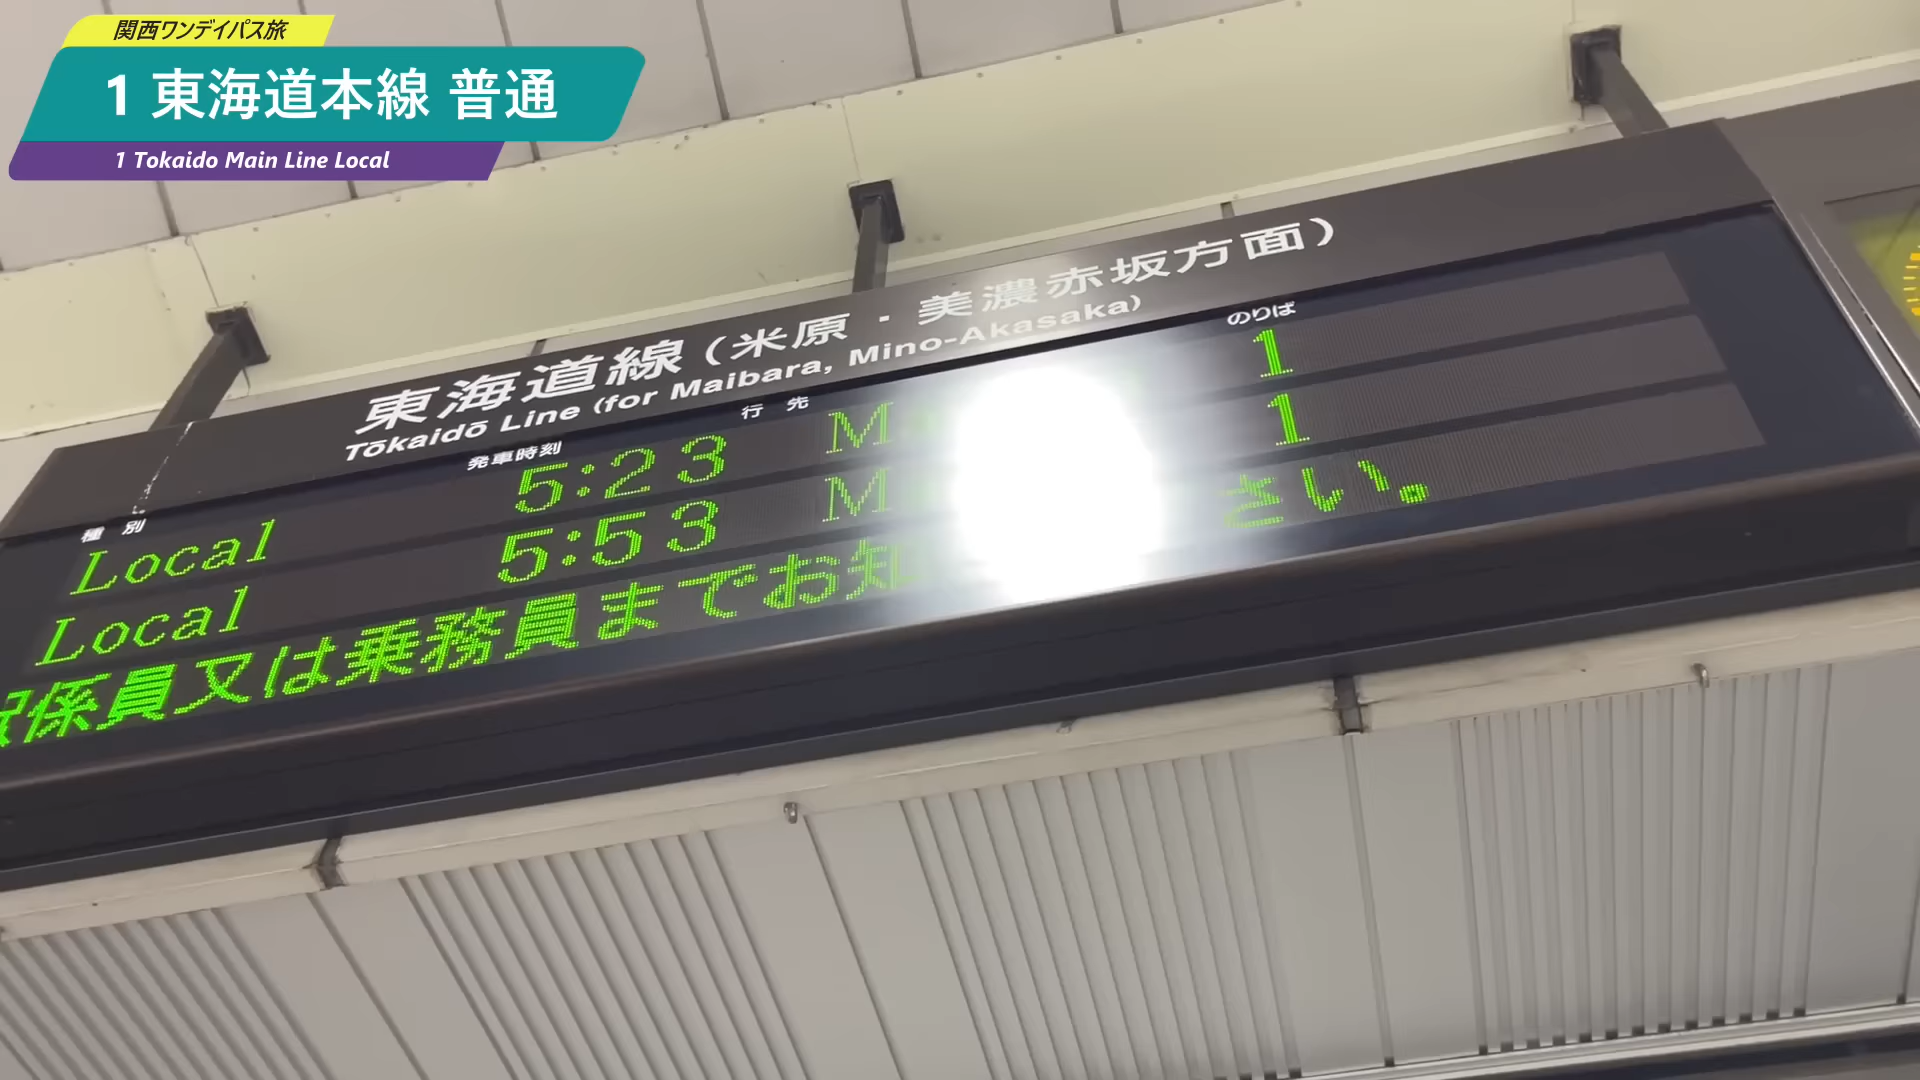 関西ワンデイパス旅
1 東海道本線 普通
1 Tokaido Main Line Local
東海道線(米原・美濃赤坂方面)
Tōkaidō Line (for Maibara, Mino-Akasaka)
種別 発車時刻 行先 のりば
Local 5:23 1
Local 5:53 1
係員又は乗務員までお知 さい。